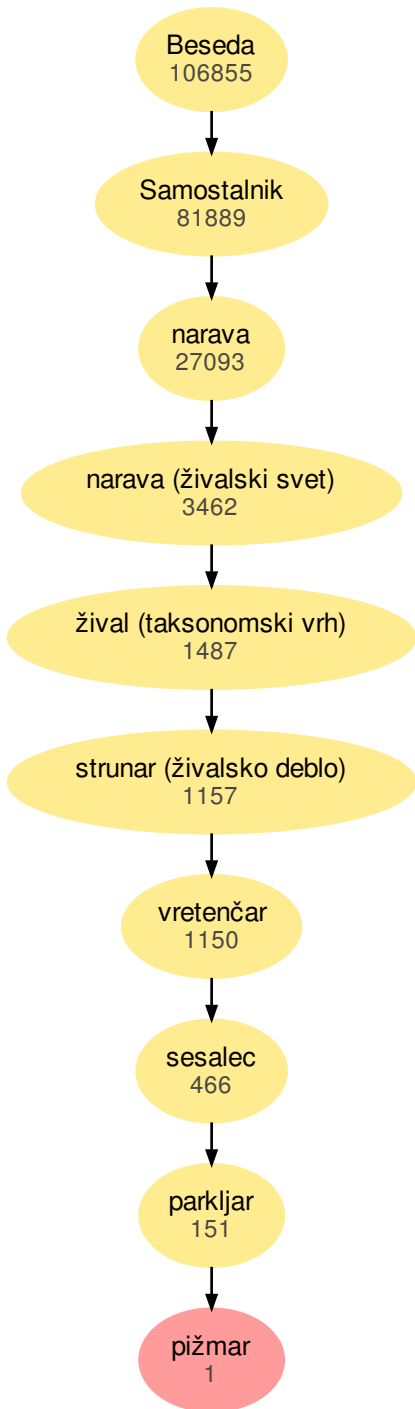 Beseda
106855
Samostalnik
81889
narava
27093
narava (živalski svet)
3462
žival (taksonomski vrh)
1487
strunar (živalsko deblo)
1157
vretenčar
1150
sesalec
466
parkljar
151
pižmar
1